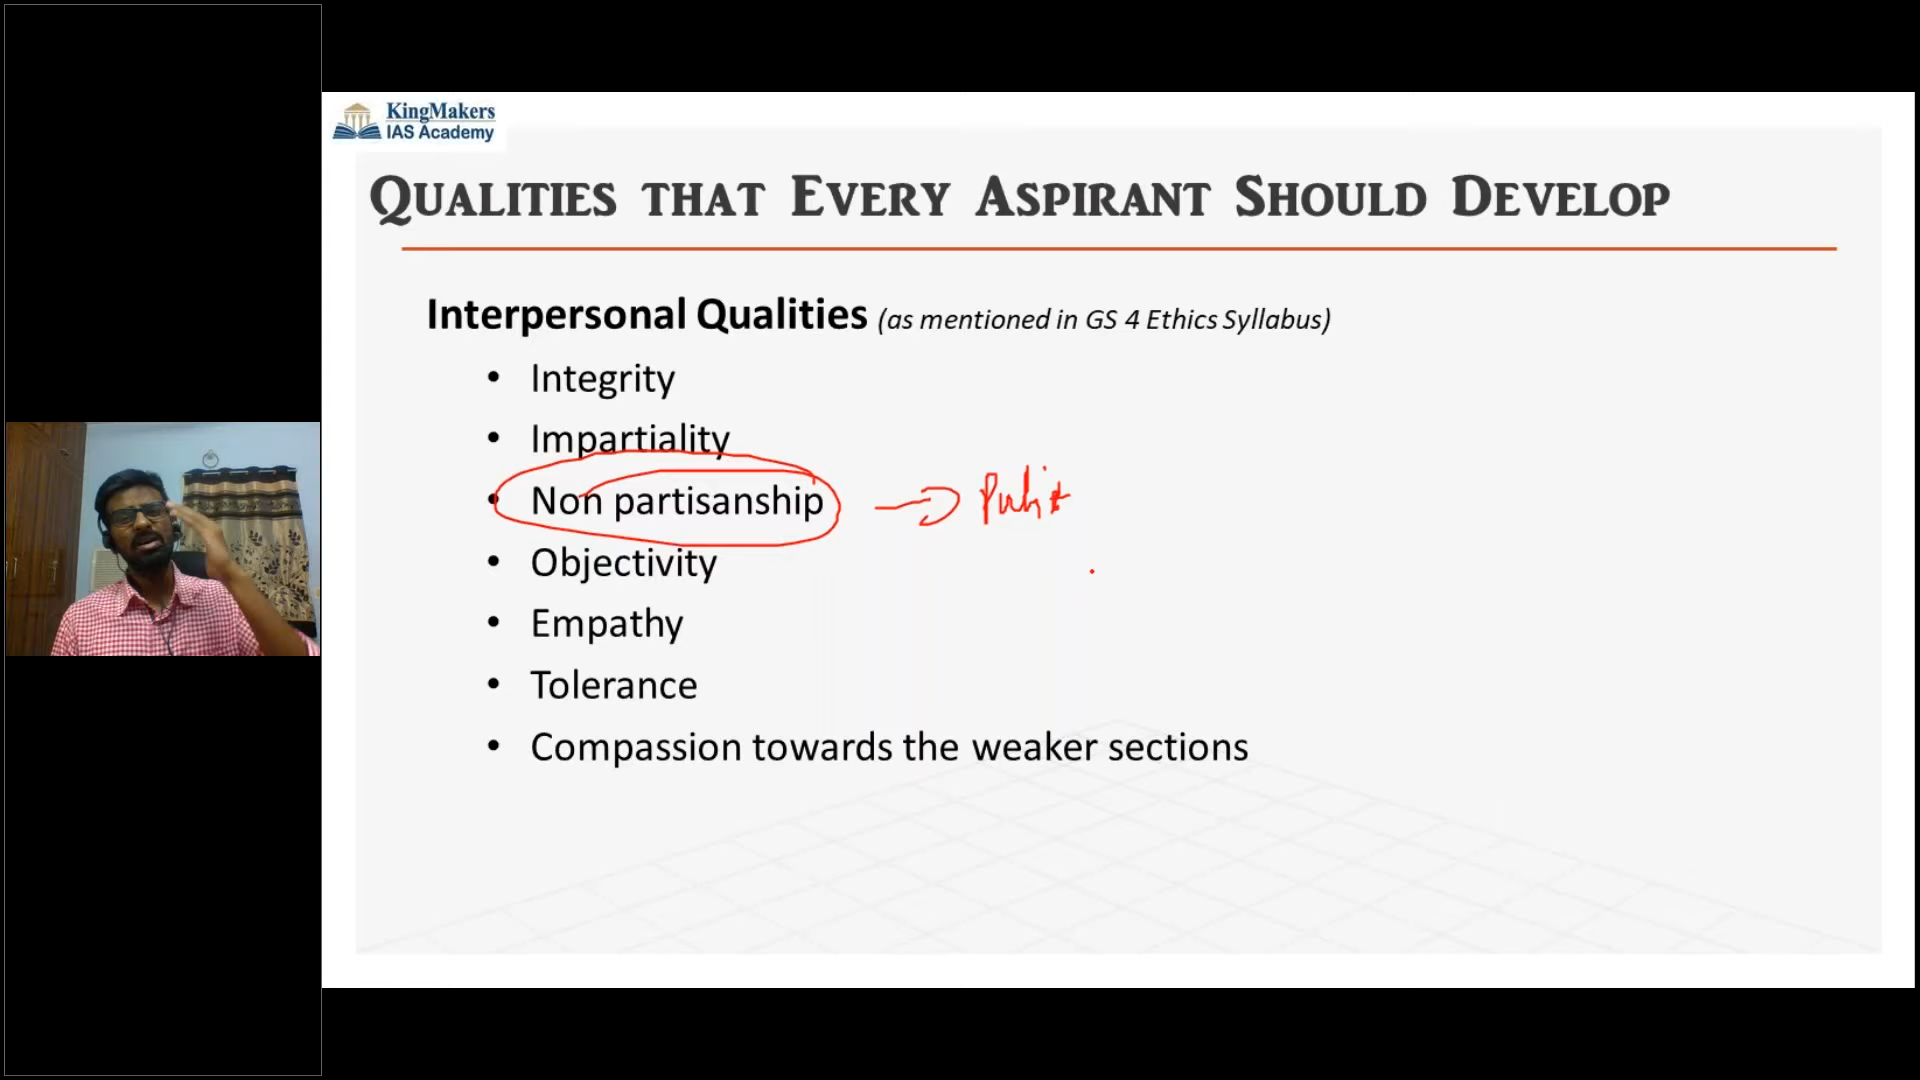 KingMakers
IAS Academy
Qualities that Every Aspirant Should Develop
Interpersonal Qualities (as mentioned in GS 4 Ethics Syllabus)
• Integrity
• Impartiality
• Non partisanship
• Objectivity
• Empathy
• Tolerance
• Compassion towards the weaker sections